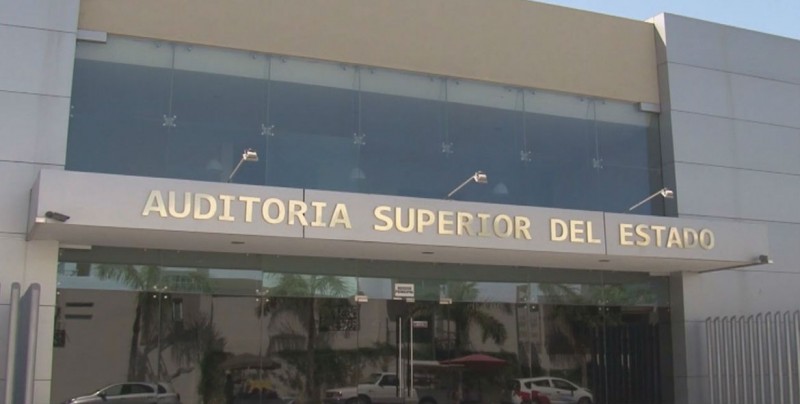 AUDITORIA SUPERIOR DEL ESTADO